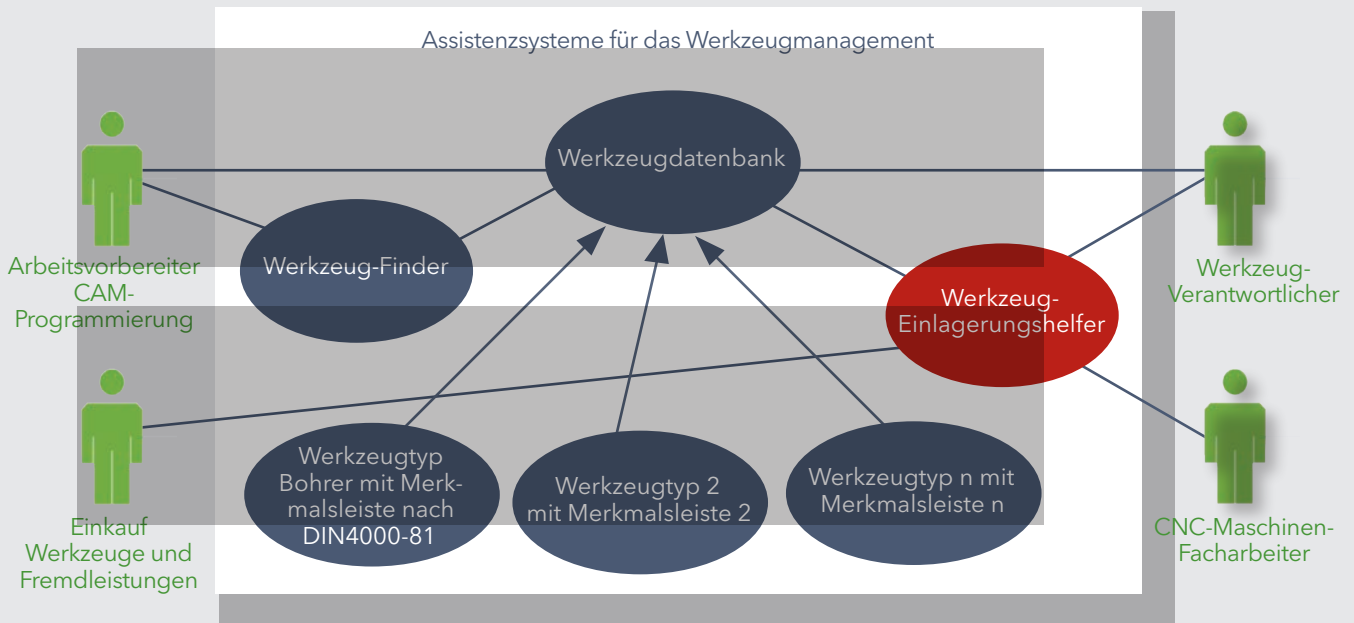 Assistenzsysteme für das Werkzeugmanagement
Werkzeugdatenbank
Werkzeug-Finder
Werkzeug-
Einlagerungshelfer
Arbeitsvorbereiter
CAM-
Programmierung
Werkzeug-
Verantwortlicher
Werkzeugtyp
Bohrer mit Merk-
malsleiste nach
DIN4000-81
Werkzeugtyp 2
mit Merkmalsleiste 2
Werkzeugtyp n mit
Merkmalsleiste n
Einkauf
Werkzeuge und
Fremdleistungen
CNC-Maschinen-
Facharbeiter